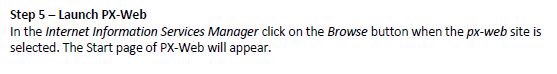 Step 5 – Launch PX-Web
In the Internet Information Services Manager click on the Browse button when the px-web site is
selected. The Start page of PX-Web will appear.